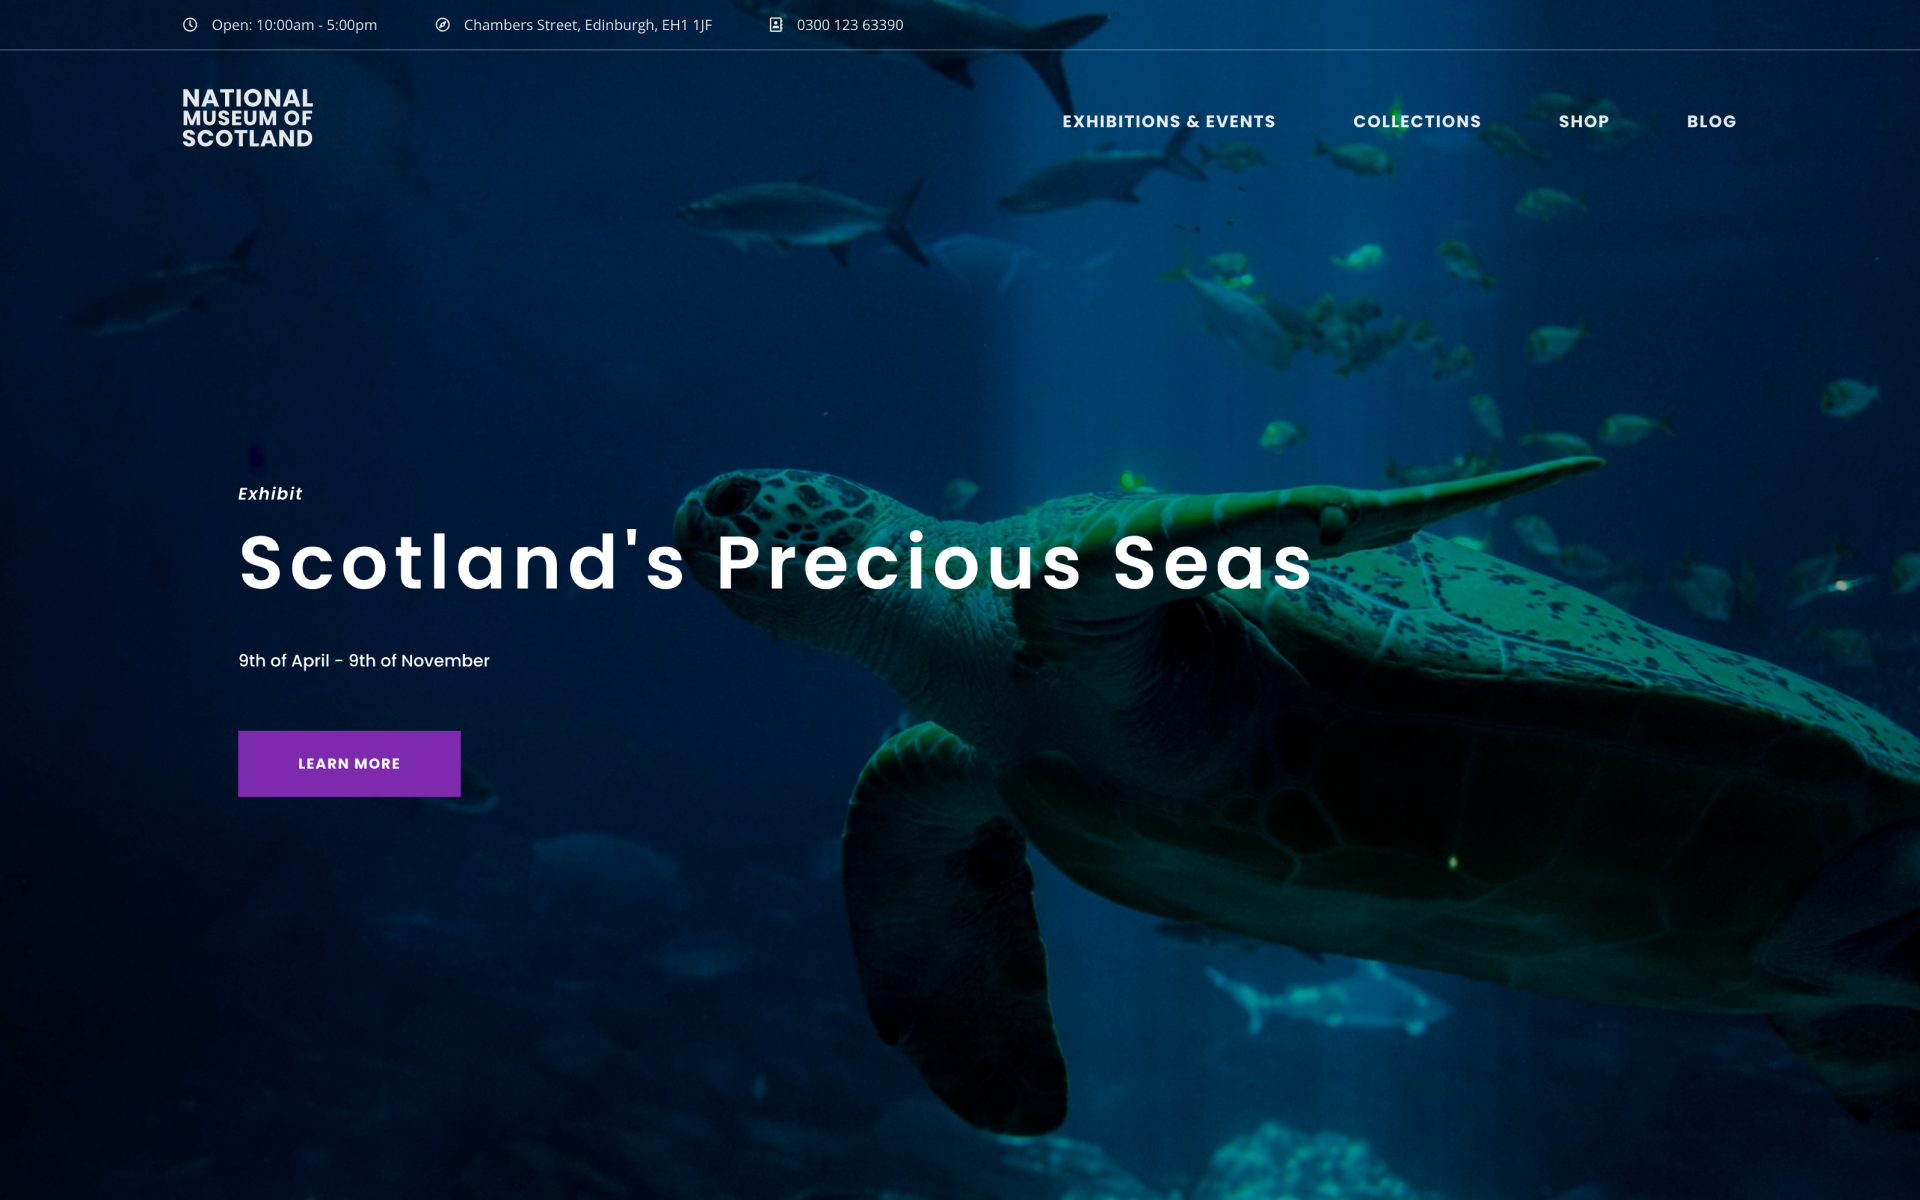 Open: 10:00am - 5:00pm
Chambers Street, Edinburgh, EH1 1JF
0300 123 63390
NATIONAL
MUSEUM OF
SCOTLAND
EXHIBITIONS & EVENTS
COLLECTIONS
SHOP
BLOG
Exhibit
Scotland's Precious Seas
9th of April - 9th of November
LEARN MORE